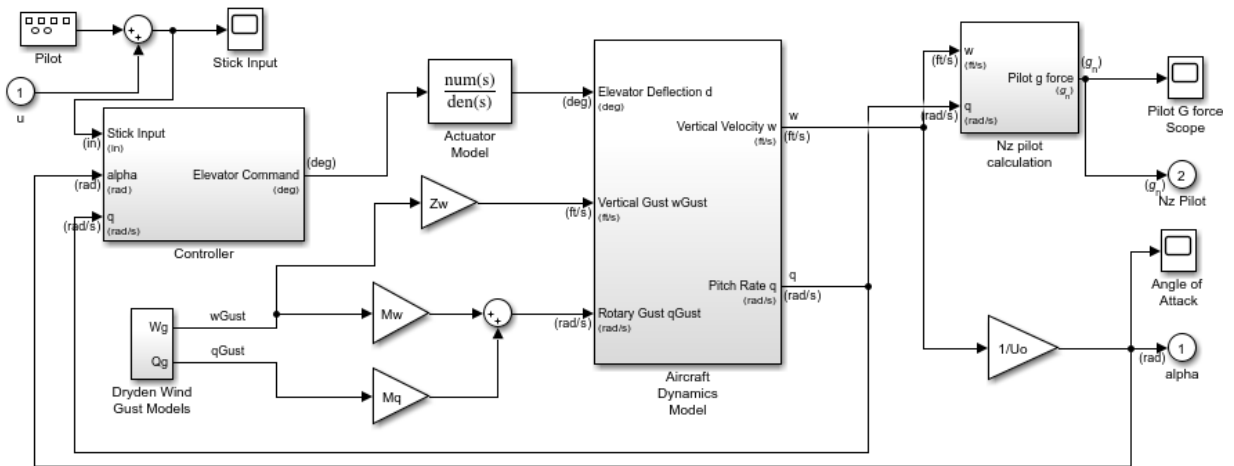 Pilot
+
+
Stick Input
1
u
Stick Input
(in)
(in)
alpha
(rad)
(rad)
q
(rad/s)
(rad/s)
Elevator Command
(deg)
(deg)
Controller
num(s)
den(s)
Actuator
Model
Zw
Wg
Qg
wGust
qGust
Dryden Wind
Gust Models
Mw
Mq
+
+
Elevator Deflection d
(deg)
(deg)
Vertical Gust wGust
(ft/s)
(ft/s)
Rotary Gust qGust
(rad/s)
(rad/s)
Vertical Velocity w
(ft/s)
w
(ft/s)
Pitch Rate q
(rad/s)
q
(rad/s)
Aircraft
Dynamics
Model
w
(ft/s)
(ft/s)
q
(rad/s)
(rad/s)
Pilot g force
(gn)
(gn)
Nz pilot
calculation
Pilot G force
Scope
2
(gn)
Nz Pilot
Angle of
Attack
1/Uo
1
(rad)
alpha